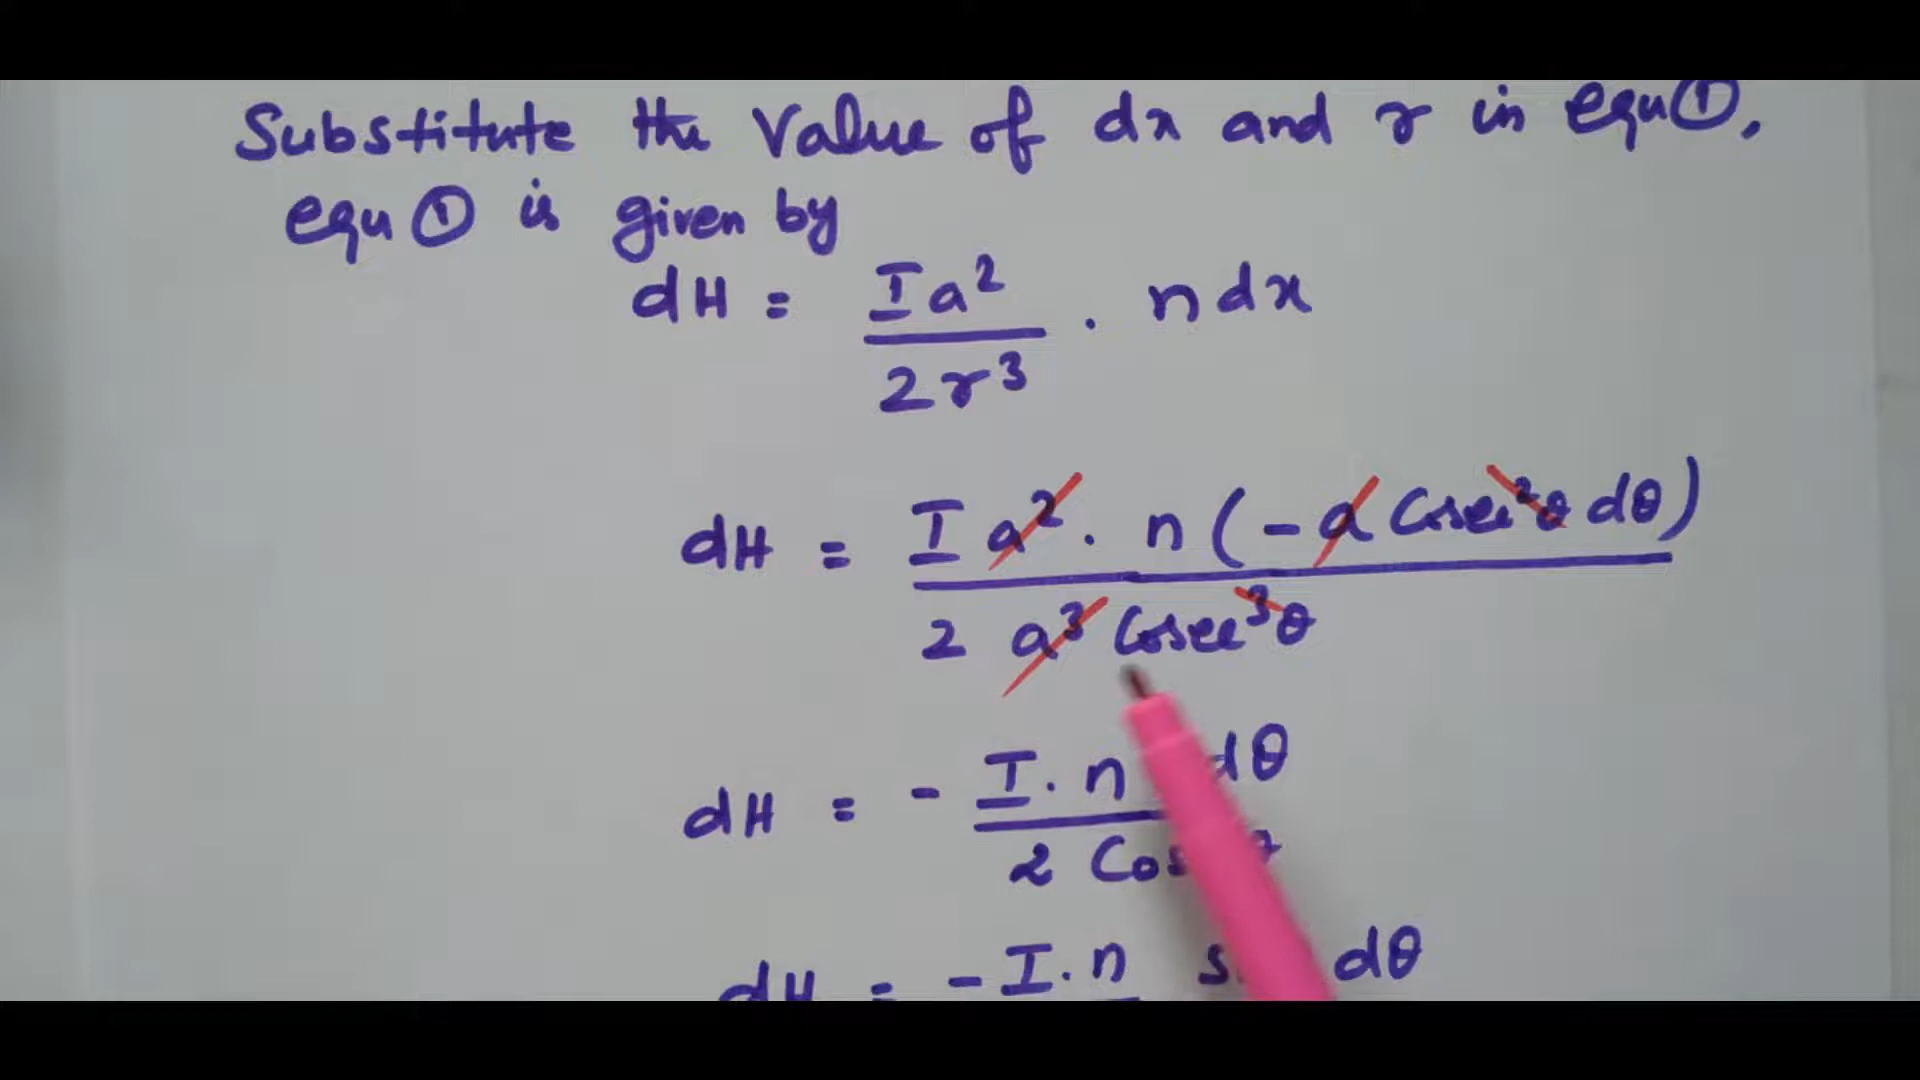 Substitute the Value of dx and r in equ①.
equ① is given by
dH = Ia²/2r³ . n dx
dH = I a² . n (- a Cosec²θ dθ) / 2 a³ Cosec³θ
dH = - I . n dθ / 2
dH = - I . n dθ